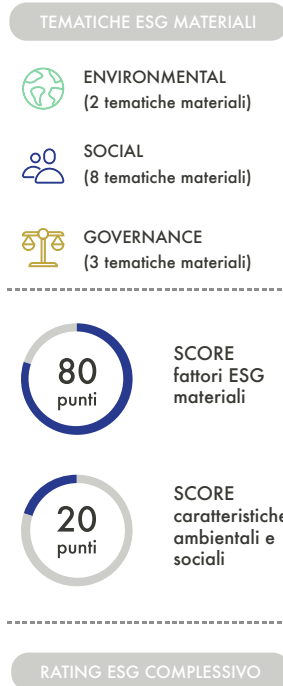 TEMATICHE ESG MATERIALI
ENVIRONMENTAL
(2 tematiche materiali)
SOCIAL
(8 tematiche materiali)
GOVERNANCE
(3 tematiche materiali)
80
punti
SCORE
fattori ESG
materiali
20
punti
SCORE
caratteristiche
ambientali e
sociali
RATING ESG COMPLESSIVO